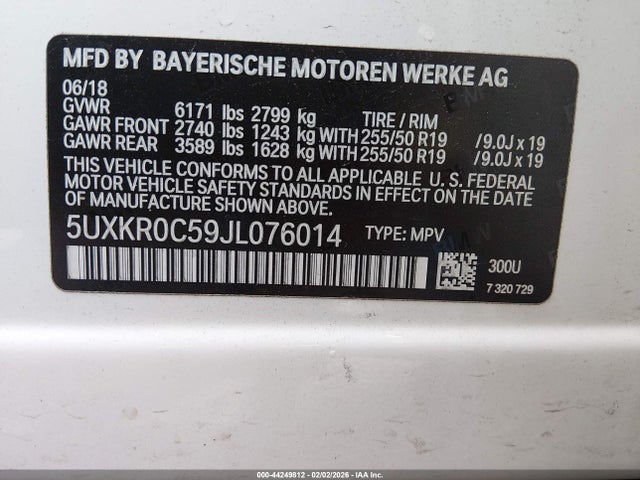 MFD BY BAYERISCHE MOTOREN WERKE AG
06/18
GVWR 6171 lbs 2799 kg TIRE / RIM
GAWR FRONT 2740 lbs 1243 kg WITH 255/50 R19 /9.0J x 19
GAWR REAR 3589 lbs 1628 kg WITH 255/50 R19 /9.0J x 19
THIS VEHICLE CONFORMS TO ALL APPLICABLE U. S. FEDERAL
MOTOR VEHICLE SAFETY STANDARDS IN EFFECT ON THE DATE
OF MANUFACTURE SHOWN ABOVE.
5UXKR0C59JL076014 TYPE: MPV
300U
7 320 729
000-44249812 - 02/02/2026 - IAA Inc.